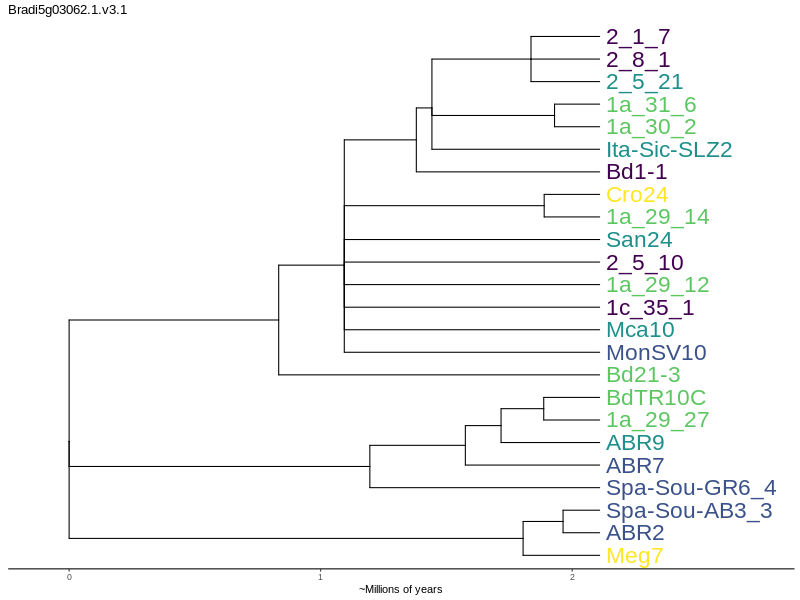 Bradi5g03062.1.v3.1
2_1_7
2_8_1
2_5_21
1a_31_6
1a_30_2
Ita-Sic-SLZ2
Bd1-1
Cro24
1a_29_14
San24
2_5_10
1a_29_12
1c_35_1
Mca10
MonSV10
Bd21-3
BdTR10C
1a_29_27
ABR9
ABR7
Spa-Sou-GR6_4
Spa-Sou-AB3_3
ABR2
Meg7
0 1 2
~Millions of years